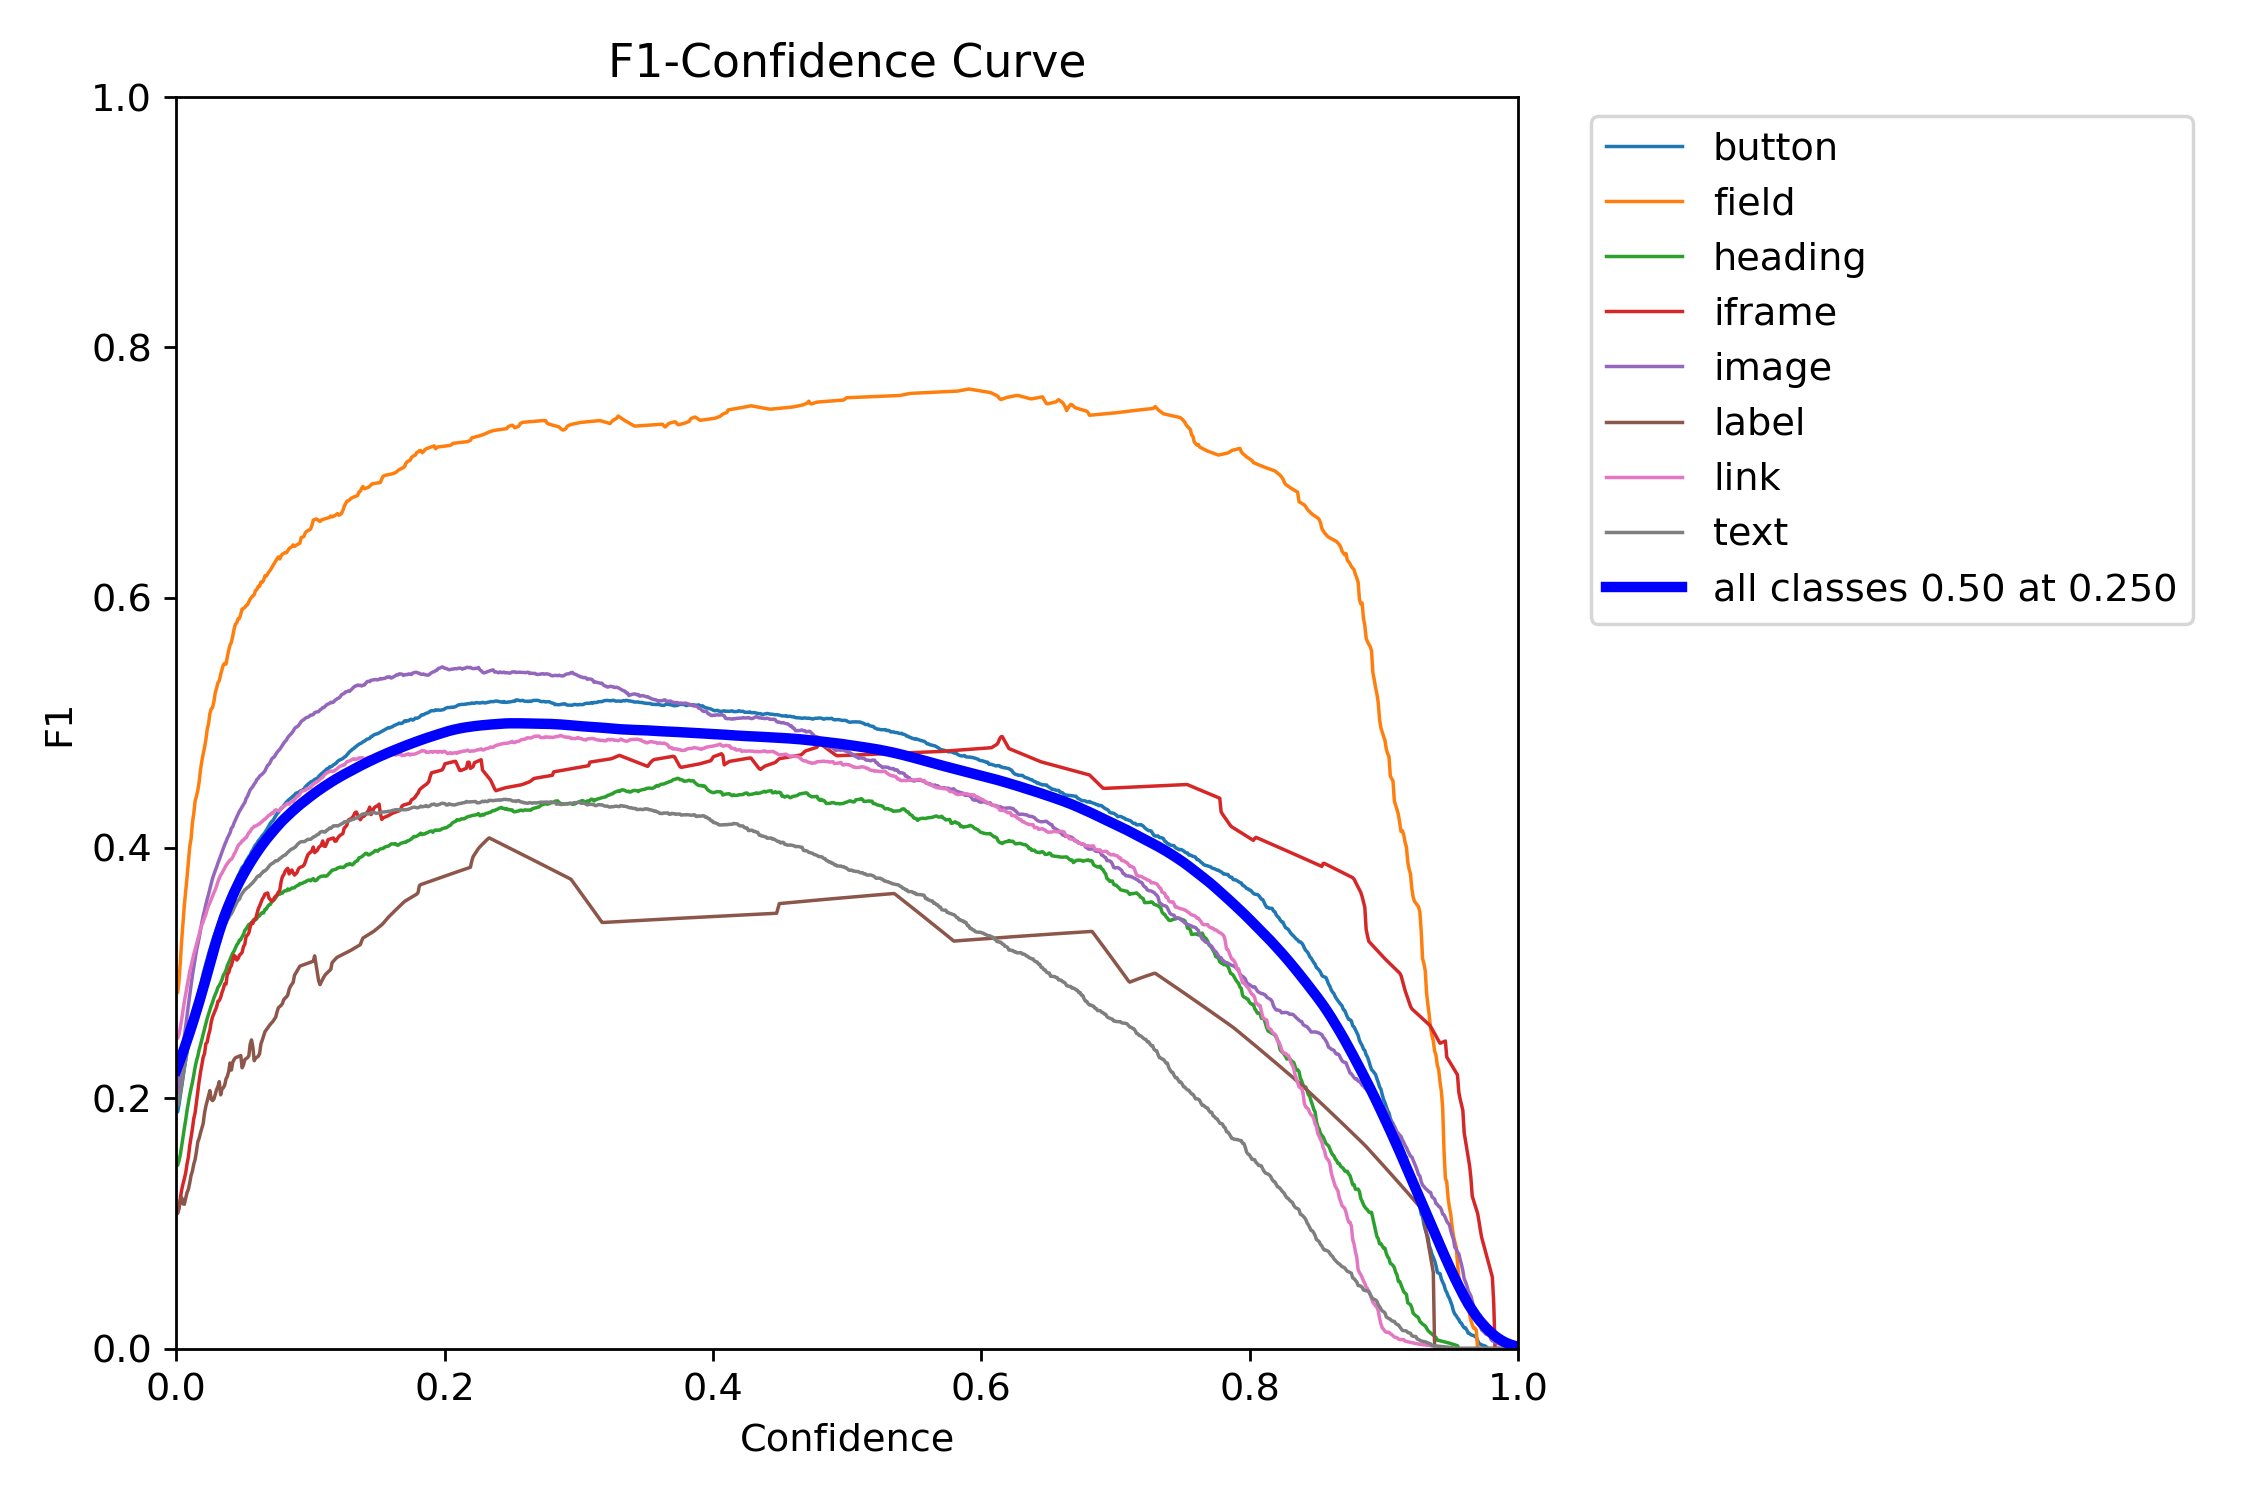 F1-Confidence Curve
1.0
0.8
0.6
0.4
0.2
0.0
F1
0.0 0.2 0.4 0.6 0.8 1.0
Confidence
button
field
heading
iframe
image
label
link
text
all classes 0.50 at 0.250